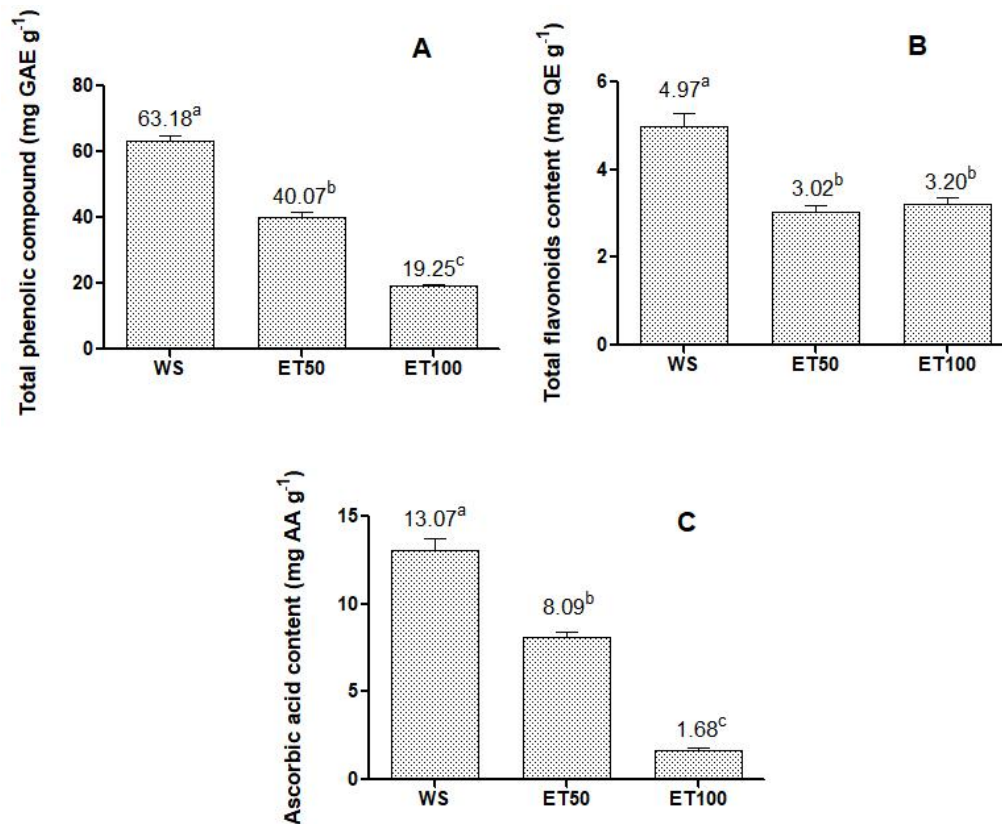 A
Total phenolic compound (mg GAE g⁻¹)
80
60
40
20
0
63.18ᵃ
40.07ᵇ
19.25ᶜ
WS ET50 ET100
B
Total flavonoids content (mg QE g⁻¹)
6
4
2
0
4.97ᵃ
3.02ᵇ
3.20ᵇ
WS ET50 ET100
C
Ascorbic acid content (mg AA g⁻¹)
15
10
5
0
13.07ᵃ
8.09ᵇ
1.68ᶜ
WS ET50 ET100